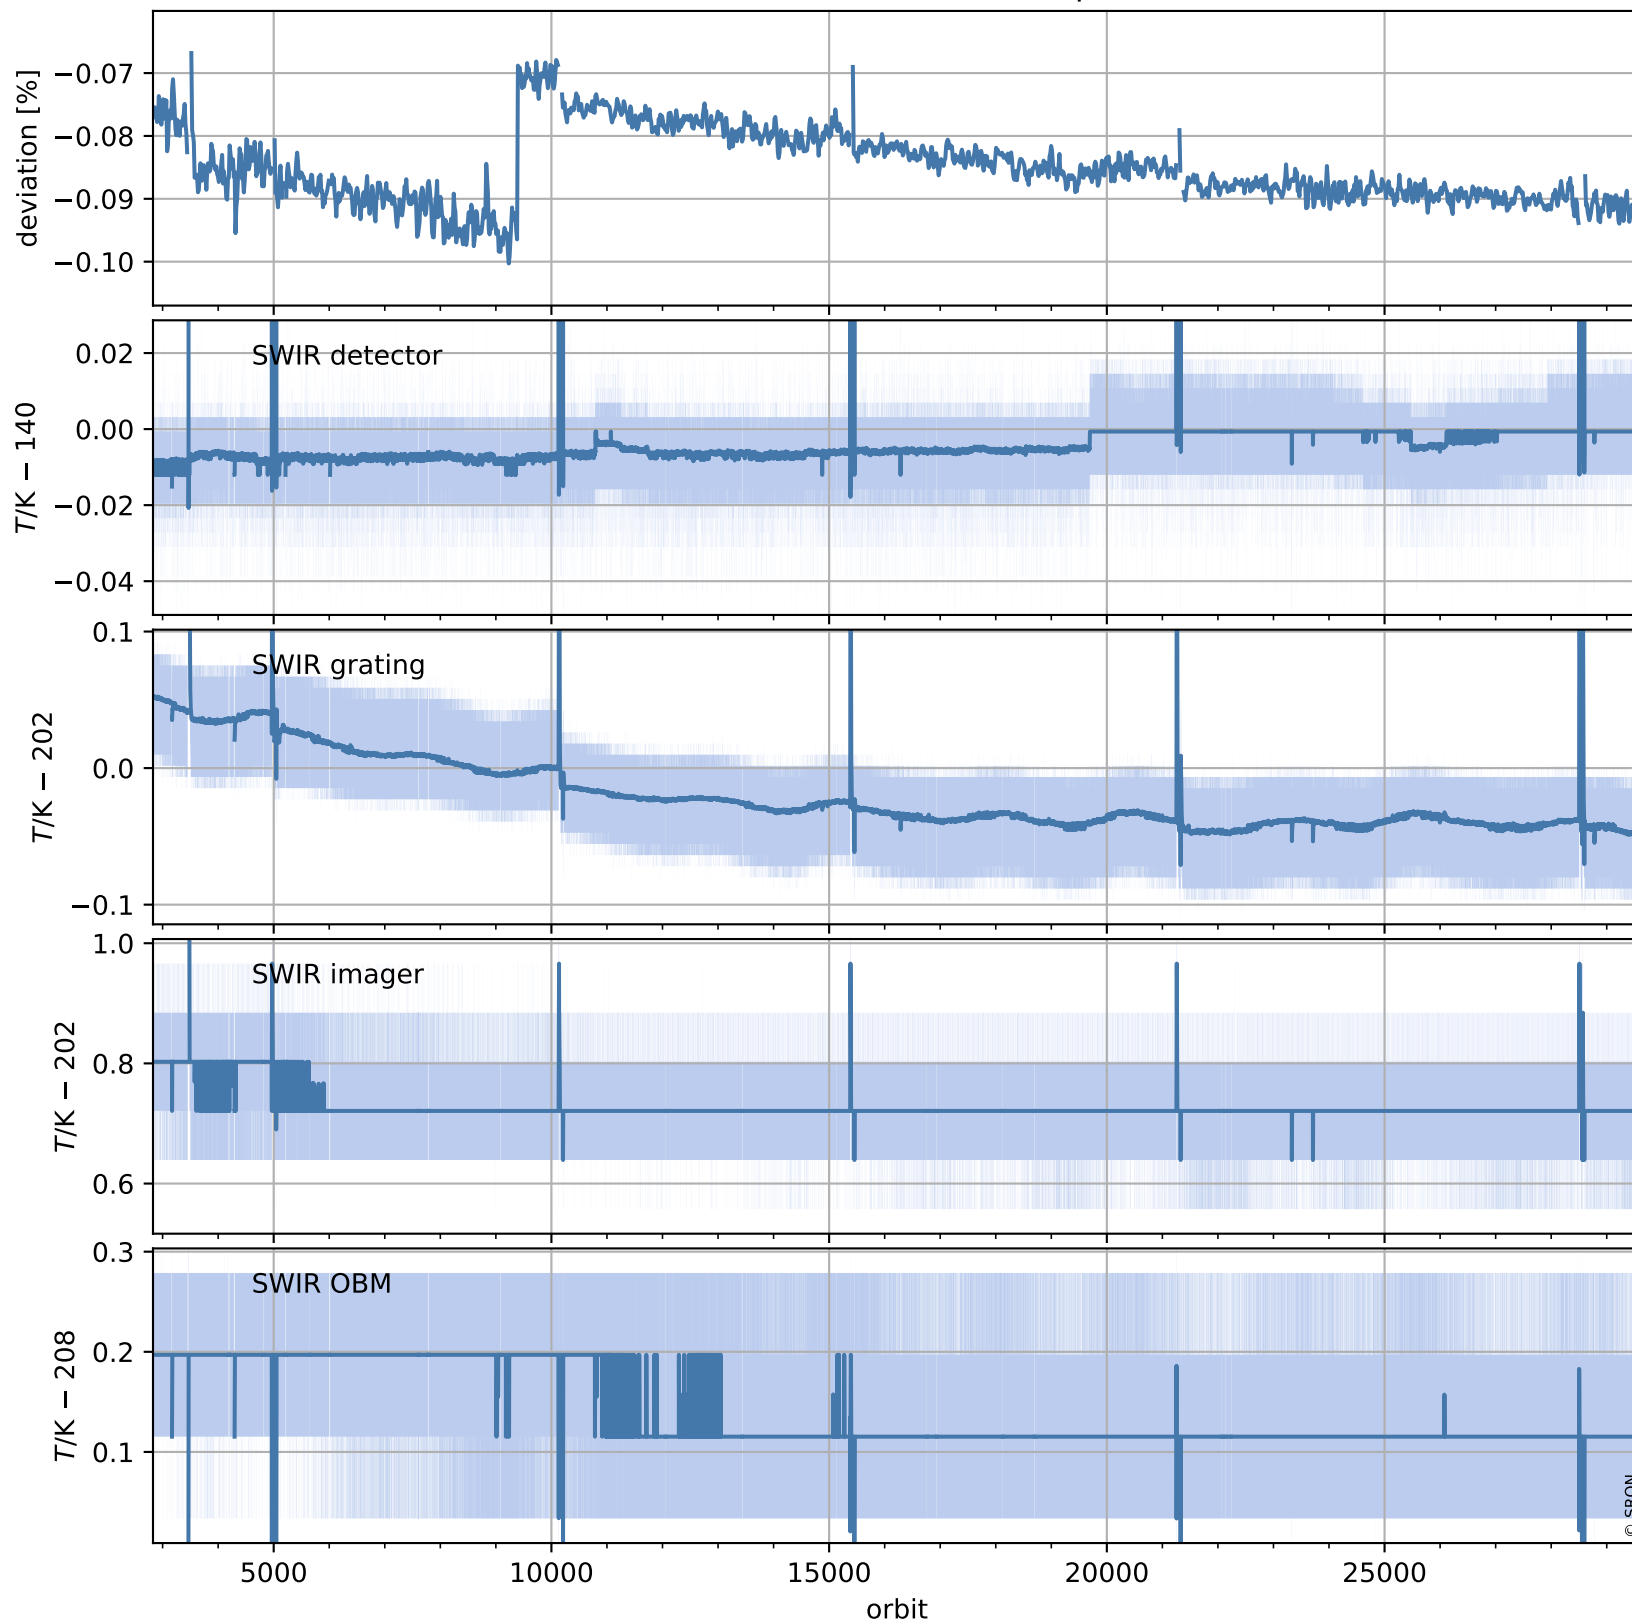 deviation [%]
−0.07
−0.08
−0.09
−0.10
SWIR detector
T/K − 140
0.02
0.00
−0.02
−0.04
SWIR grating
T/K − 202
0.1
0.0
−0.1
SWIR imager
T/K − 202
1.0
0.8
0.6
SWIR OBM
T/K − 208
0.3
0.2
0.1
© SRON
5000
10000
15000
20000
25000
orbit